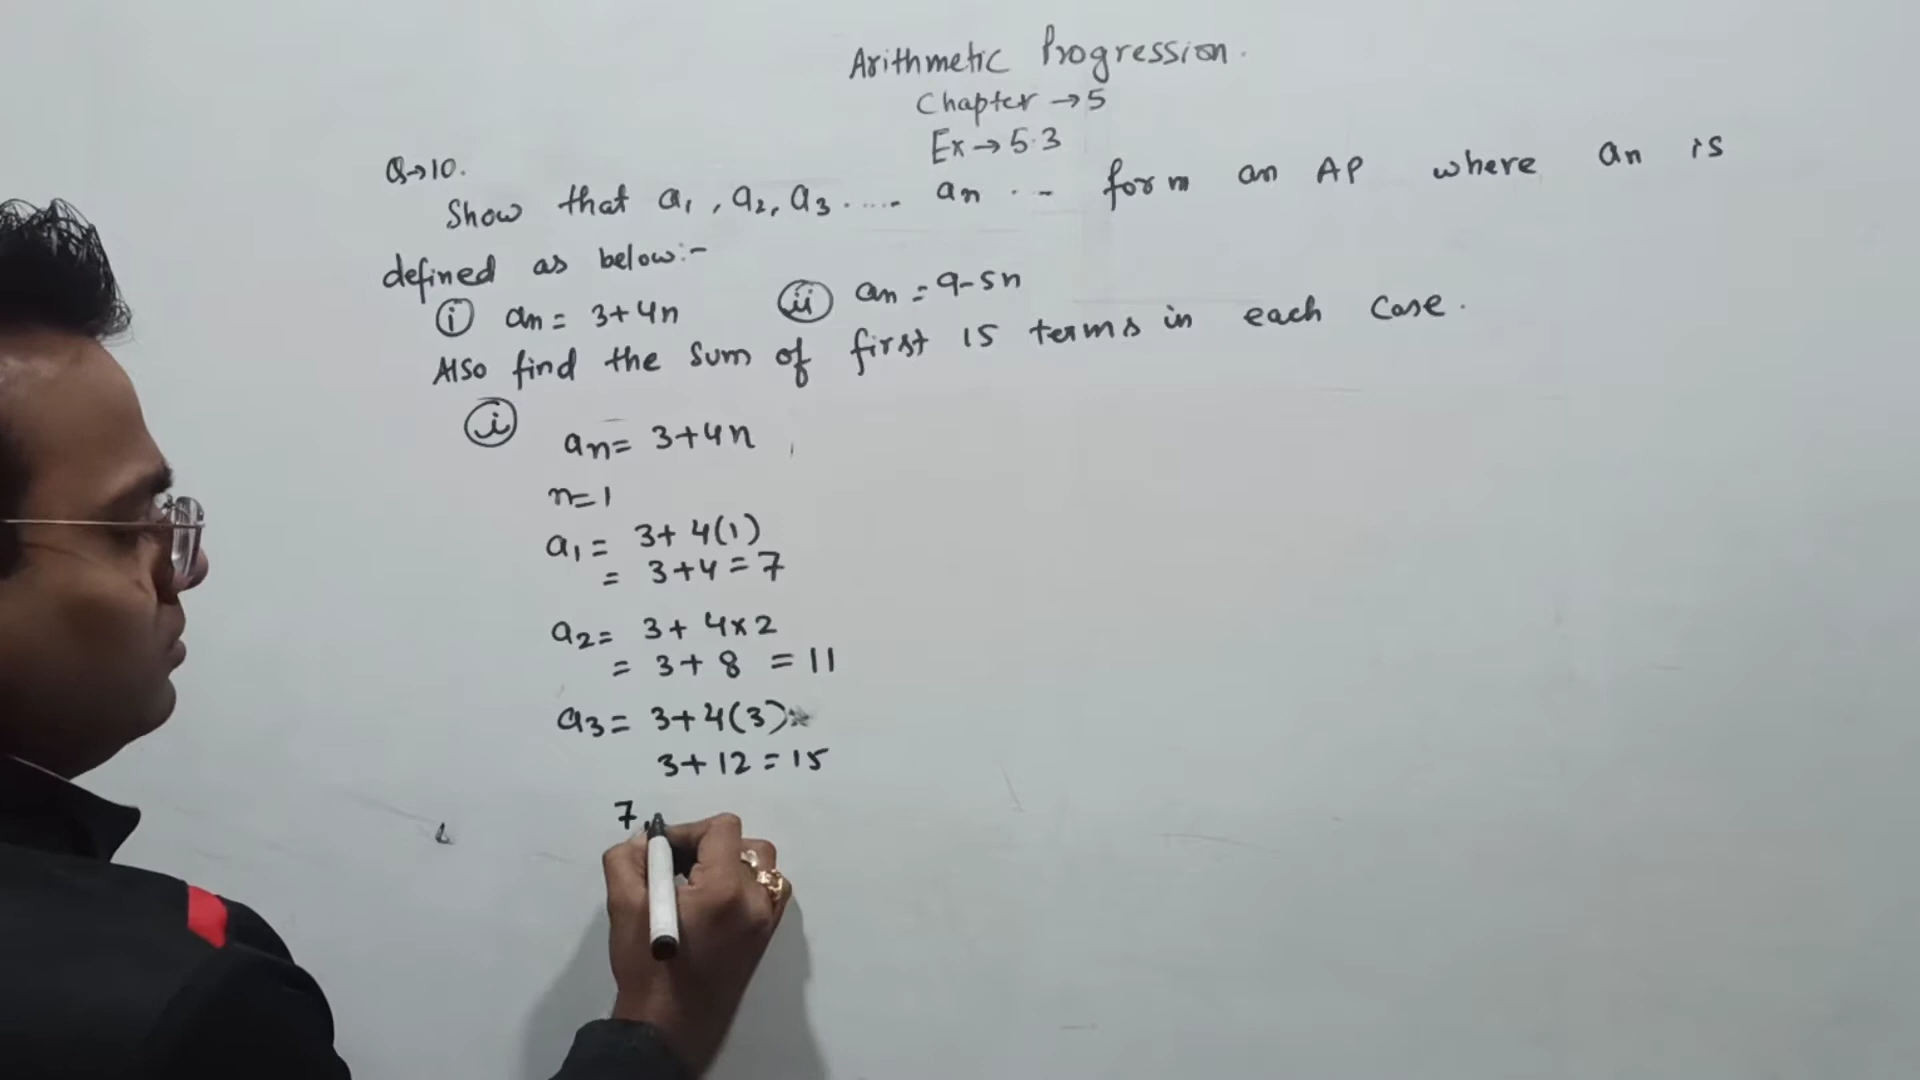 Arithmetic Progression.
Chapter → 5
Ex → 5.3
Q→10.
Show that a₁, a₂, a₃ ..... an ... form an AP where an is
defined as below:-
(i) an = 3+4n (ii) an = 9-5n
Also find the sum of first 15 terms in each case.
(i)
an= 3+4n
n=1
a₁ = 3+ 4(1)
= 3+4 = 7
a₂= 3+ 4×2
= 3+ 8 = 11
a₃= 3+4(3)
3+12 = 15
7,